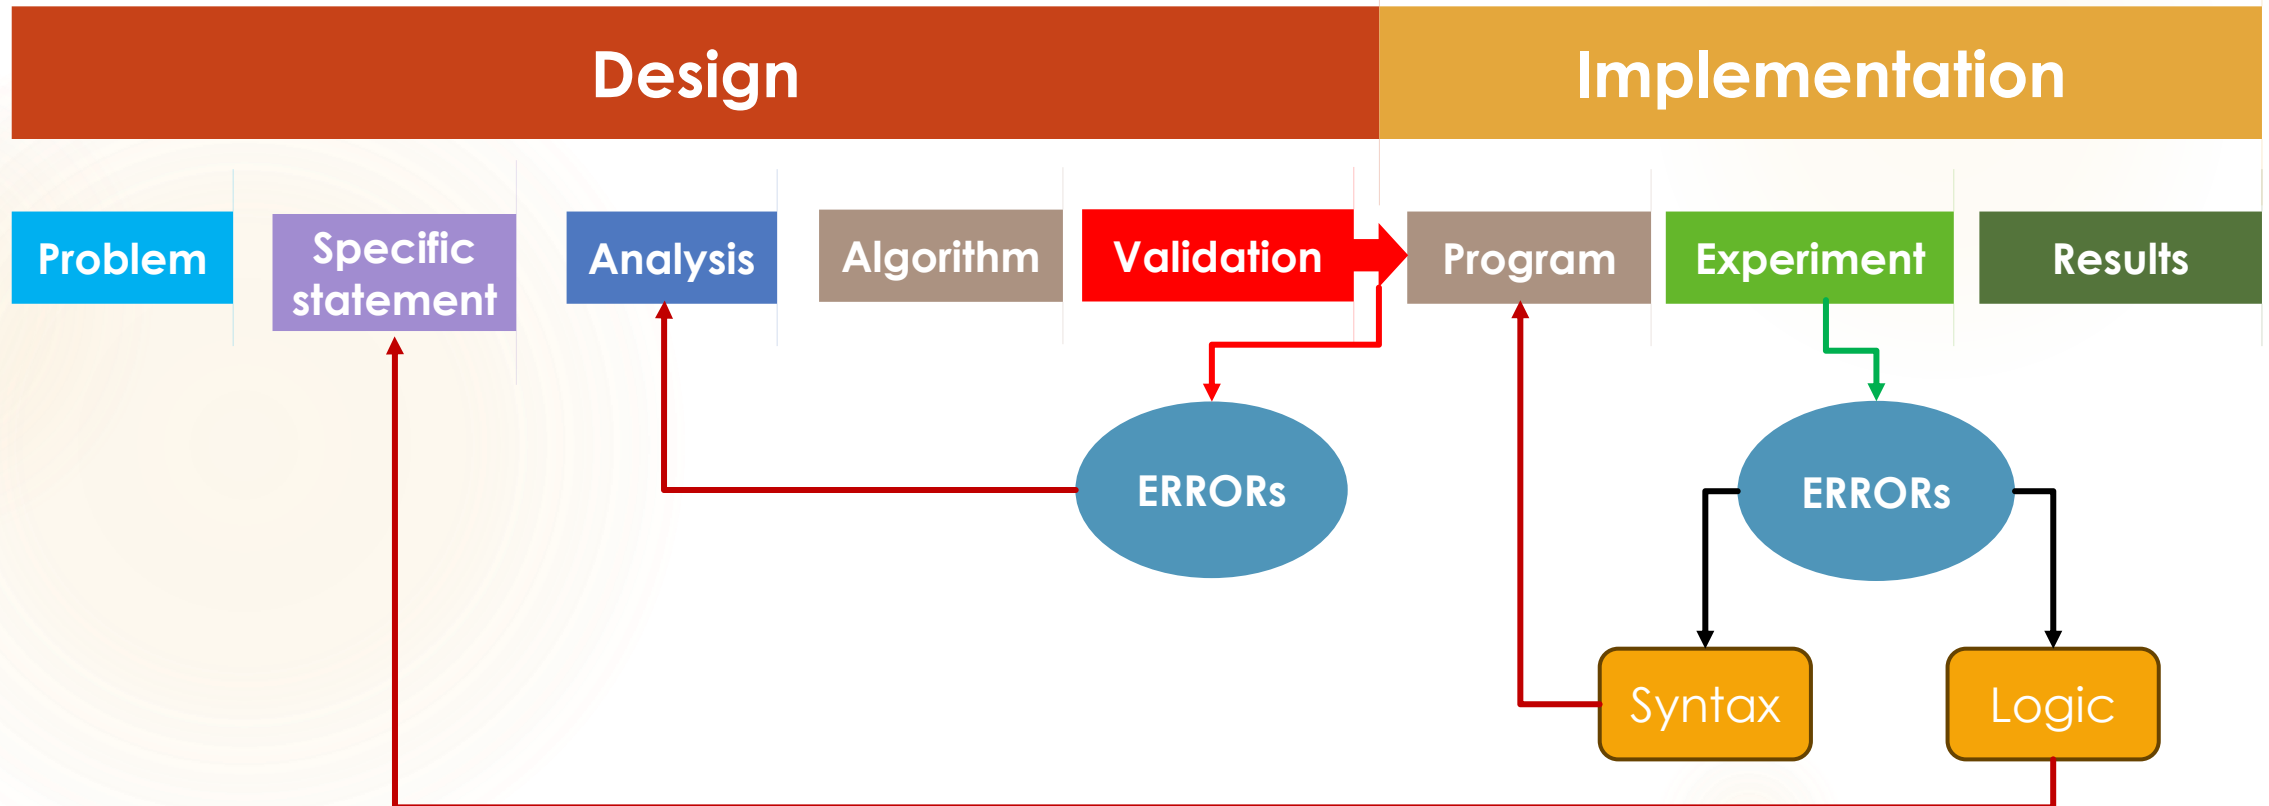 Design
Implementation
Problem
Specific
statement
Analysis
Algorithm
Validation
Program
Experiment
Results
ERRORs
ERRORs
Syntax
Logic